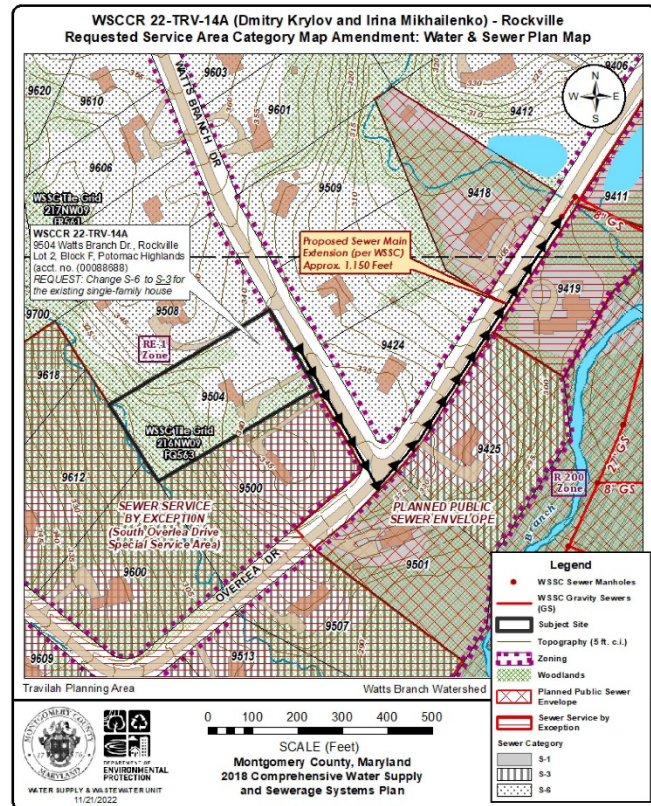 WSCCR 22-TRV-14A (Dmitry Krylov and Irina Mikhailenko) - Rockville
Requested Service Area Category Map Amendment: Water & Sewer Plan Map
N
W E
S
WATTS BRANCH DR
9620
9610
9603
9601
9606
9412
9406
9509
9418
9411
8" GS
WSSC Tile Grid
217NW09
WSSC 22-TRV-14A
9504 Watts Branch Dr., Rockville
Lot 2, Block F, Potomac Highlands
(acct. no. (00088688)
REQUEST: Change S-6 to S-3 for
the existing single-family house
Proposed Sewer Main
Extension (per WSSC)
Approx. 1,150 Feet
9419
9700
9508
RE-1
Zone
9424
9618
9504
WSSC Tile Grid
216NW09
FG563
9425
9612
9500
R-200
Zone
27" GS
8" GS
SEWER SERVICE
BY EXCEPTION
(South Overlea Drive
Special Service Area)
PLANNED PUBLIC
SEWER ENVELOPE
Branch
9600
OVERLEA DR
9501
9507
9609
9513
Legend
WSSC Sewer Manholes
WSSC Gravity Sewers
(GS)
Subject Site
Topography (5 ft. c.i.)
Zoning
Woodlands
Planned Public Sewer
Envelope
Sewer Service by
Exception
Sewer Category
S-1
S-3
S-6
Travilah Planning Area
Watts Branch Watershed
MONTGOMERY COUNTY
MARYLAND
DEPARTMENT OF
ENVIRONMENTAL
PROTECTION
WATER SUPPLY & WASTEWATER UNIT
11/21/2022
0 100 200 300 400 500
SCALE (Feet)
Montgomery County, Maryland
2018 Comprehensive Water Supply
and Sewerage Systems Plan